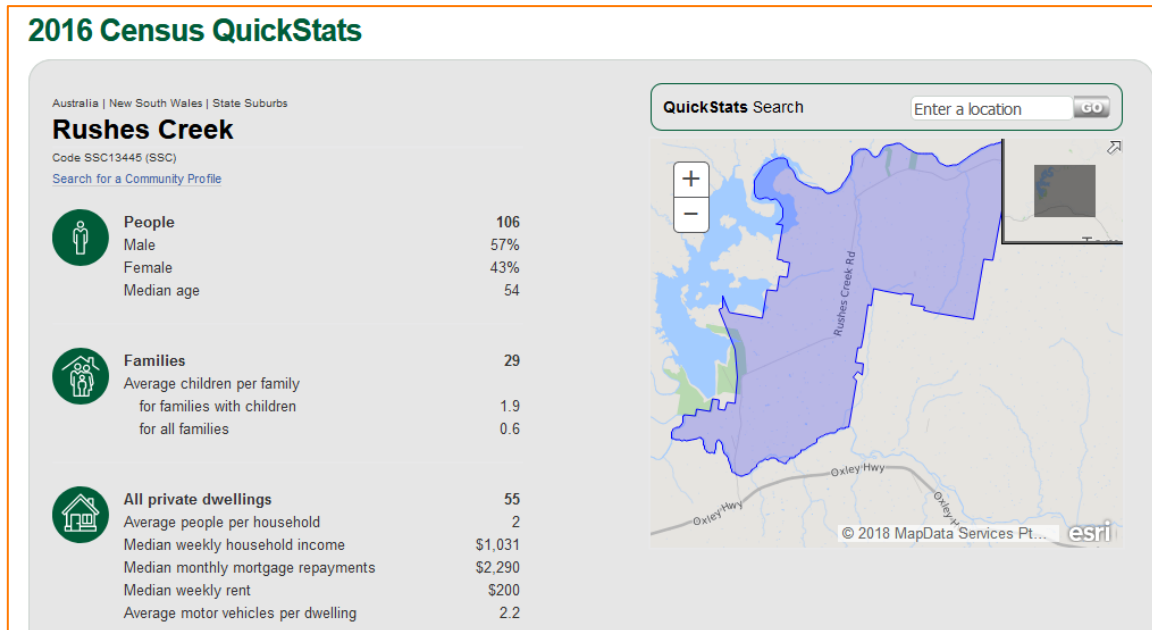 2016 Census QuickStats
Australia | New South Wales | State Suburbs
Rushes Creek
Code SSC13445 (SSC)
Search for a Community Profile
People 106
Male 57%
Female 43%
Median age 54
Families 29
Average children per family
for families with children 1.9
for all families 0.6
All private dwellings 55
Average people per household 2
Median weekly household income $1,031
Median monthly mortgage repayments $2,290
Median weekly rent $200
Average motor vehicles per dwelling 2.2
QuickStats Search Enter a location GO
+
−
Rushes Creek Rd
Oxley Hwy
Oxley Hwy
© 2018 MapData Services Pt...
esri